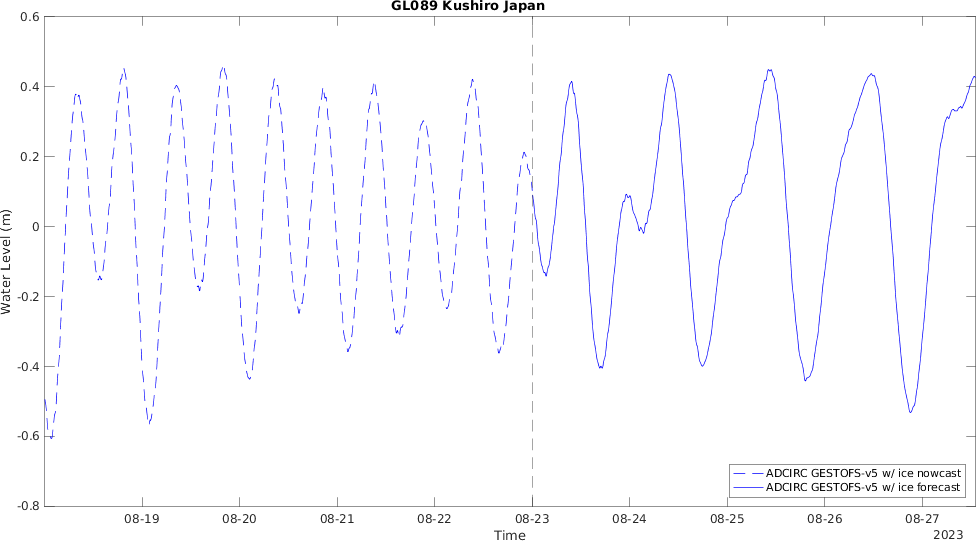 GL089 Kushiro Japan
0.6
0.4
0.2
0
-0.2
-0.4
-0.6
-0.8
Water Level (m)
ADCIRC GESTOFS-v5 w/ ice nowcast
ADCIRC GESTOFS-v5 w/ ice forecast
08-19 08-20 08-21 08-22 08-23 08-24 08-25 08-26 08-27
Time
2023